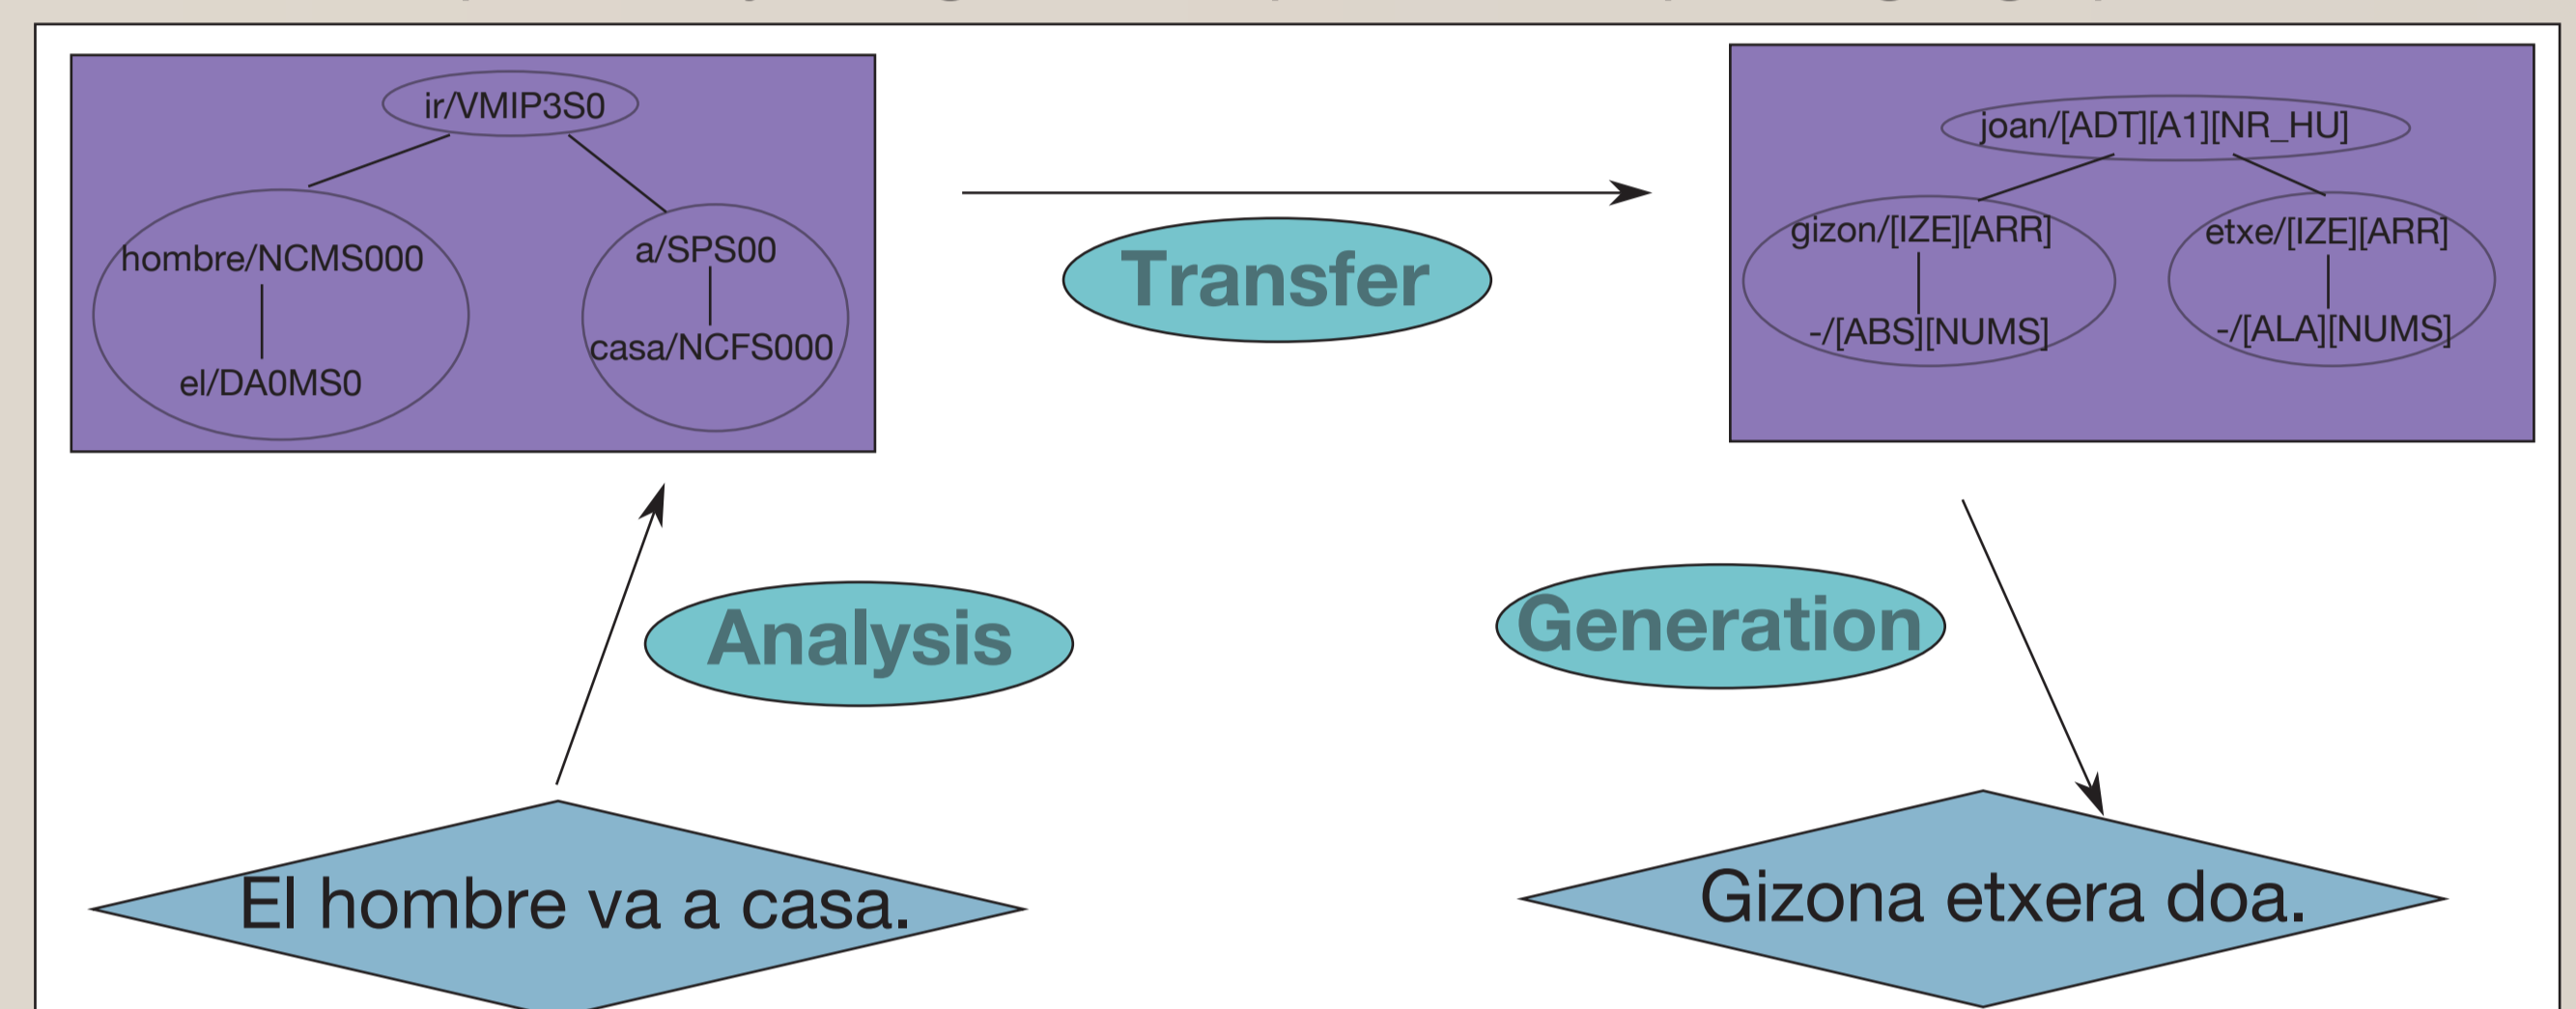 ir/VMIP3S0
hombre/NCMS000
el/DA0MS0
a/SPS00
casa/NCFS000
Transfer
joan/[ADT][A1][NR_HU]
gizon/[IZE][ARR]
-/[ABS][NUMS]
etxe/[IZE][ARR]
-/[ALA][NUMS]
Analysis
Generation
El hombre va a casa.
Gizona etxera doa.